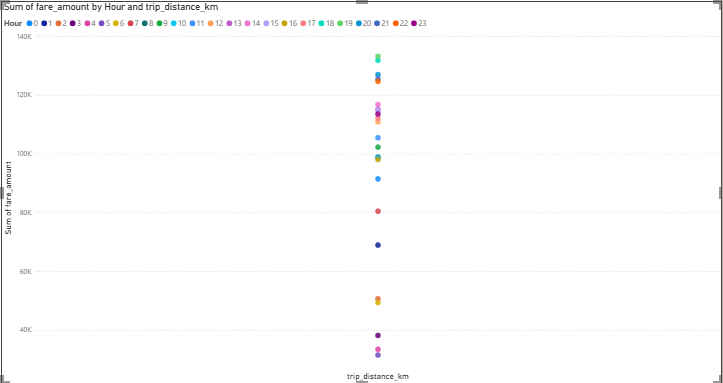 Sum of fare_amount by Hour and trip_distance_km
Hour 0 1 2 3 4 5 6 7 8 9 10 11 12 13 14 15 16 17 18 19 20 21 22 23
140K
120K
100K
80K
60K
40K
Sum of fare_amount
trip_distance_km